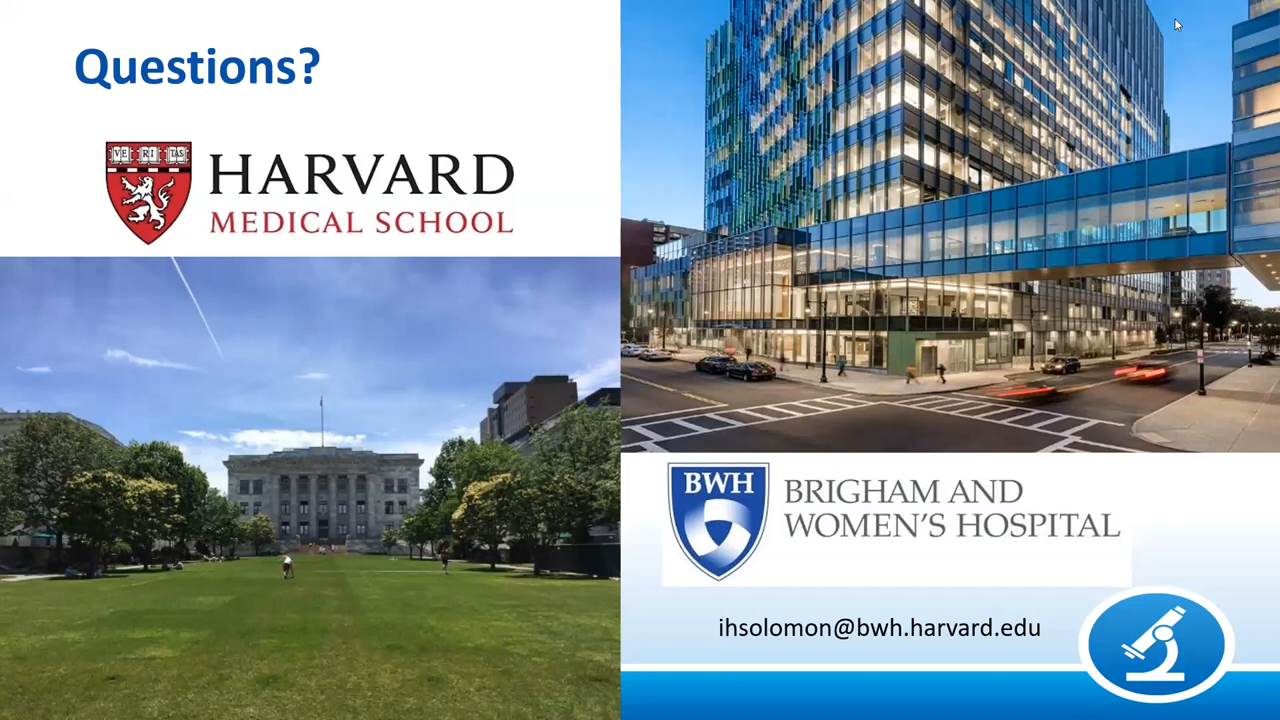 Questions?
VE RI TAS
HARVARD
MEDICAL SCHOOL
BWH
BRIGHAM AND
WOMEN'S HOSPITAL
ihsolomon@bwh.harvard.edu